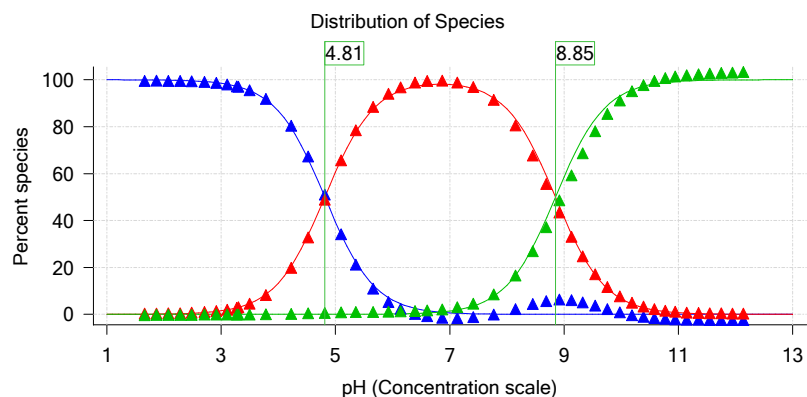 Distribution of Species
4.81 8.85
100
80
60
40
20
0
Percent species
1 3 5 7 9 11 13
pH (Concentration scale)